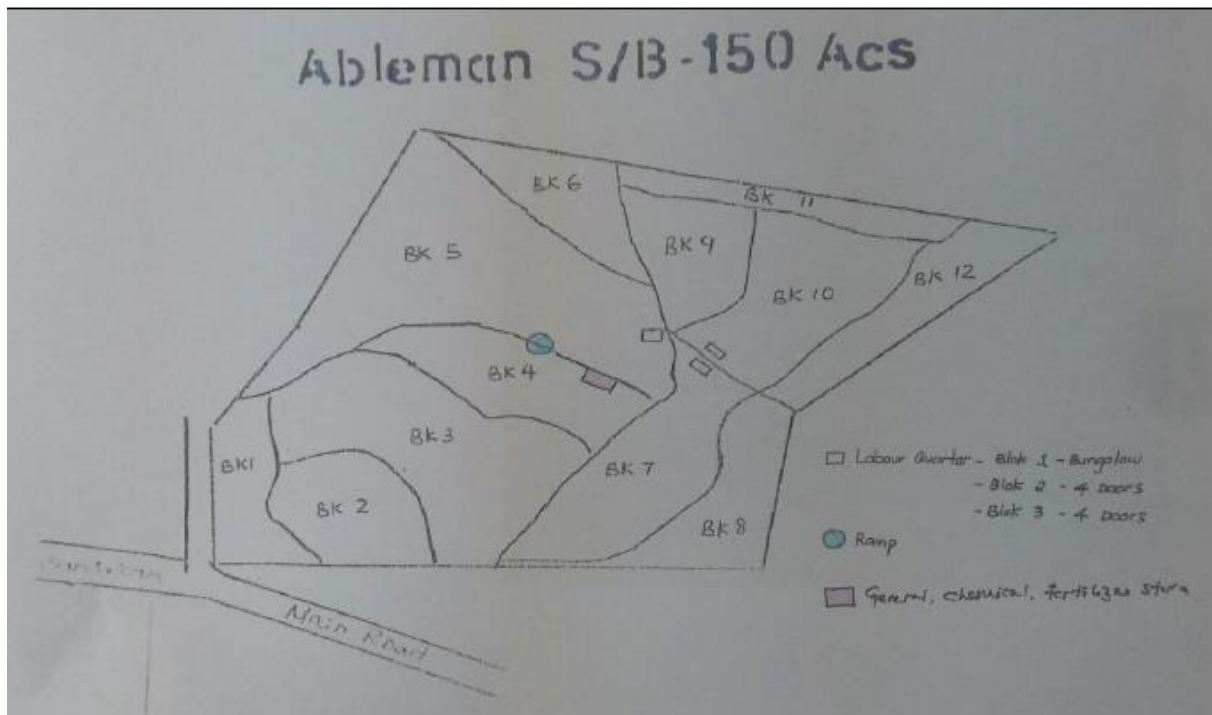 Ableman S/B-150 Acs
BK 6
BK 11
BK 5
BK 9
BK 12
BK 10
BK 4
BK 3
BK1
BK 7
BK 2
BK 8
Labour Quarter - Blok 1 - Bungalow
- Blok 2 - 4 Doors
- Blok 3 - 4 Doors
Ramp
General, chemical,
Main Road